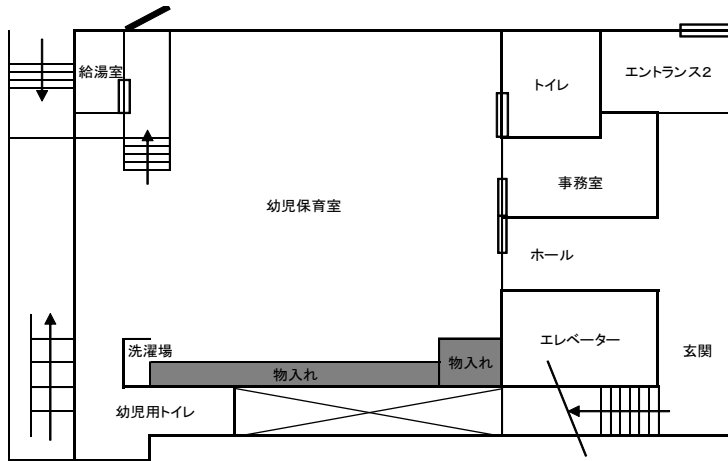 給湯室
トイレ
エントランス2
事務室
幼児保育室
ホール
エレベーター
玄関
洗濯場
物入れ
物入れ
幼児用トイレ